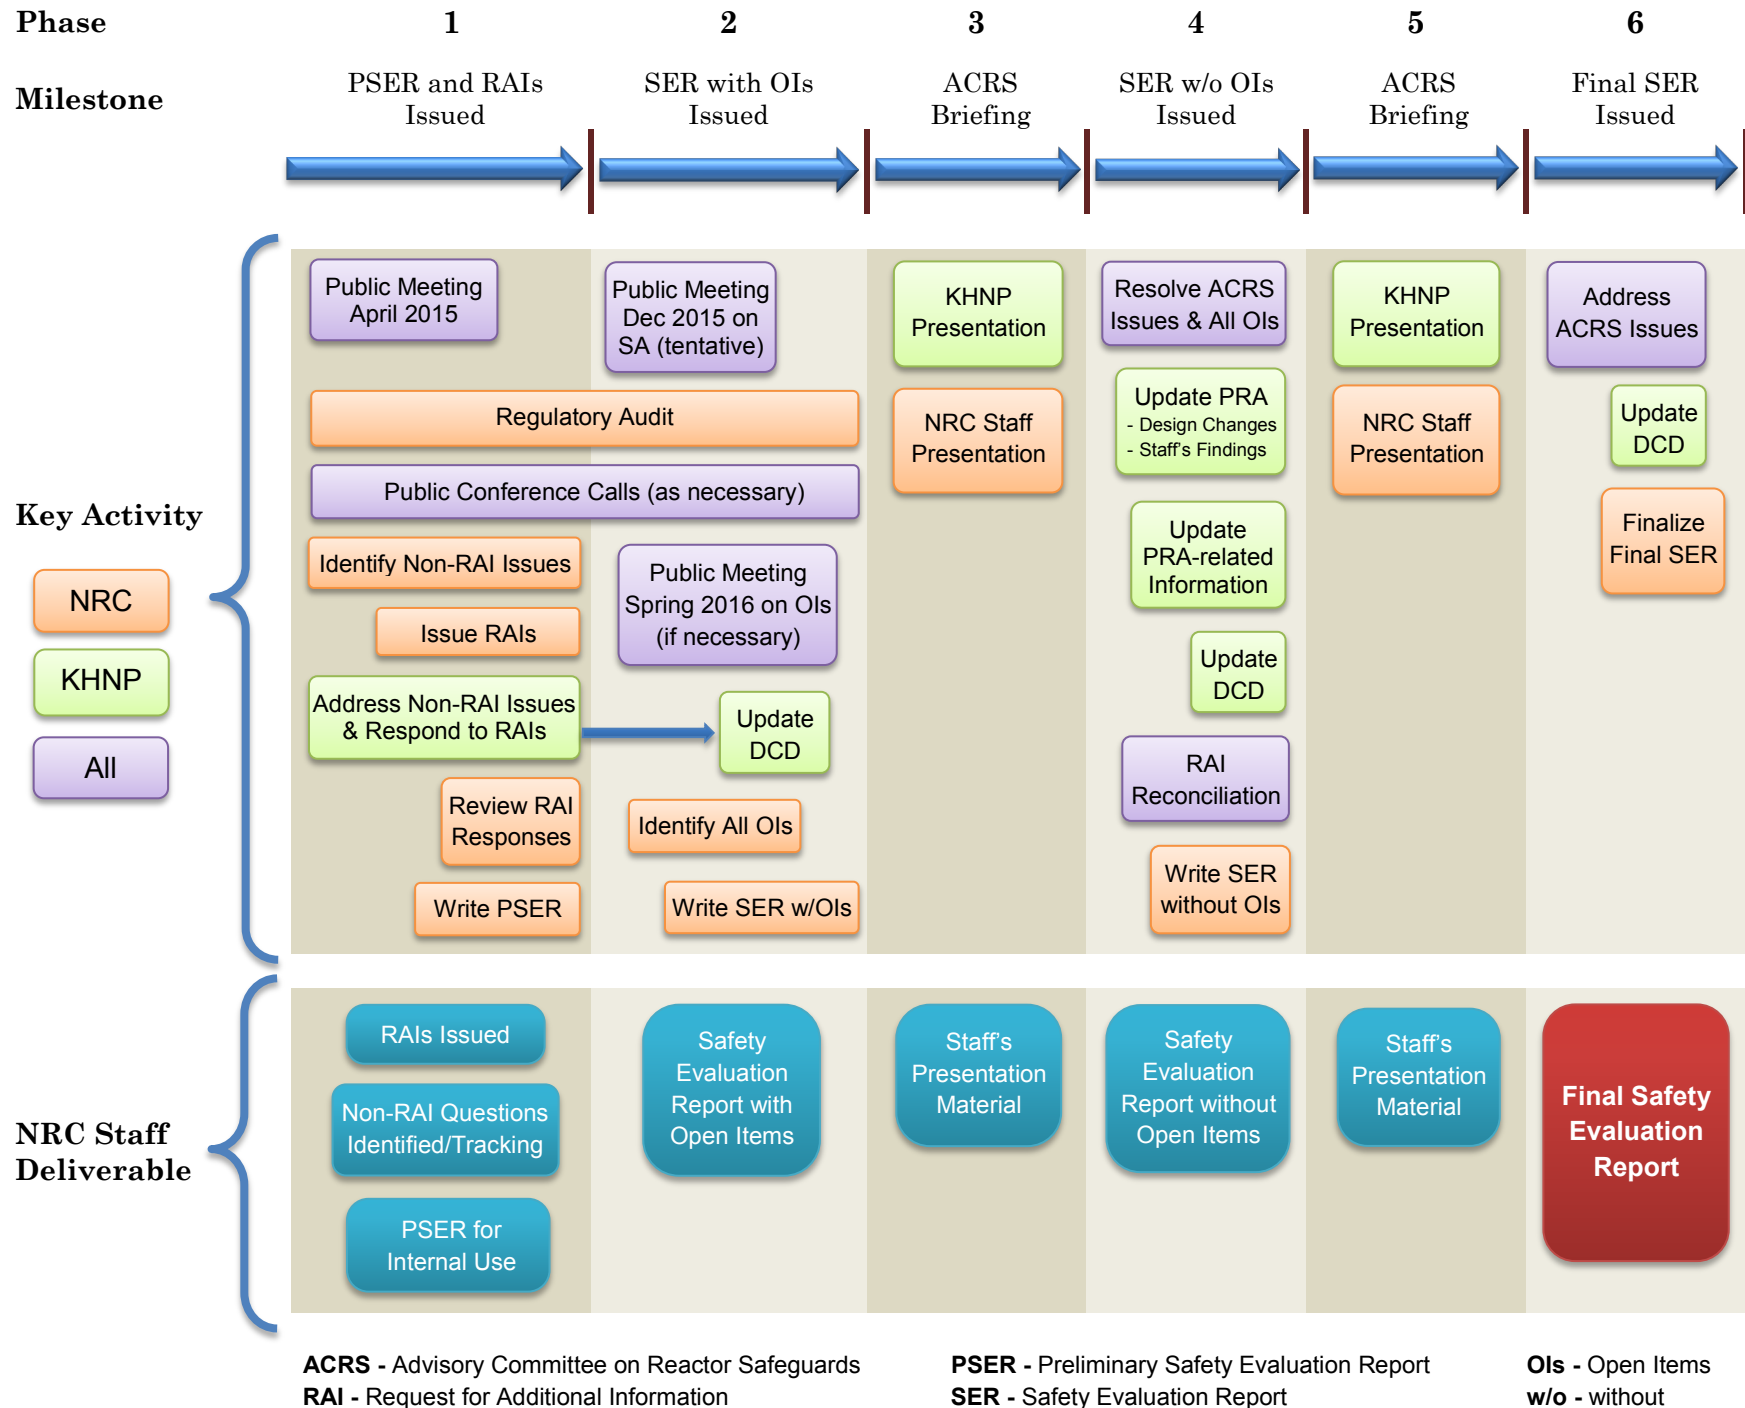 Phase 1 2 3 4 5 6
Milestone
PSER and RAIs
Issued
SER with OIs
Issued
ACRS
Briefing
SER w/o OIs
Issued
ACRS
Briefing
Final SER
Issued
Key Activity
NRC
KHNP
All
Public Meeting
April 2015
Public Meeting
Dec 2015 on
SA (tentative)
Regulatory Audit
Public Conference Calls (as necessary)
Identify Non-RAI Issues
Issue RAIs
Address Non-RAI Issues
& Respond to RAIs
Review RAI
Responses
Write PSER
Public Meeting
Spring 2016 on OIs
(if necessary)
Update
DCD
Identify All OIs
Write SER w/OIs
KHNP
Presentation
NRC Staff
Presentation
Resolve ACRS
Issues & All OIs
Update PRA
- Design Changes
- Staff's Findings
Update
PRA-related
Information
Update
DCD
RAI
Reconciliation
Write SER
without OIs
KHNP
Presentation
NRC Staff
Presentation
Address
ACRS Issues
Update
DCD
Finalize
Final SER
NRC Staff
Deliverable
RAIs Issued
Non-RAI Questions
Identified/Tracking
PSER for
Internal Use
Safety
Evaluation
Report with
Open Items
Staff's
Presentation
Material
Safety
Evaluation
Report without
Open Items
Staff's
Presentation
Material
Final Safety
Evaluation
Report
ACRS - Advisory Committee on Reactor Safeguards
RAI - Request for Additional Information
PSER - Preliminary Safety Evaluation Report
SER - Safety Evaluation Report
OIs - Open Items
w/o - without